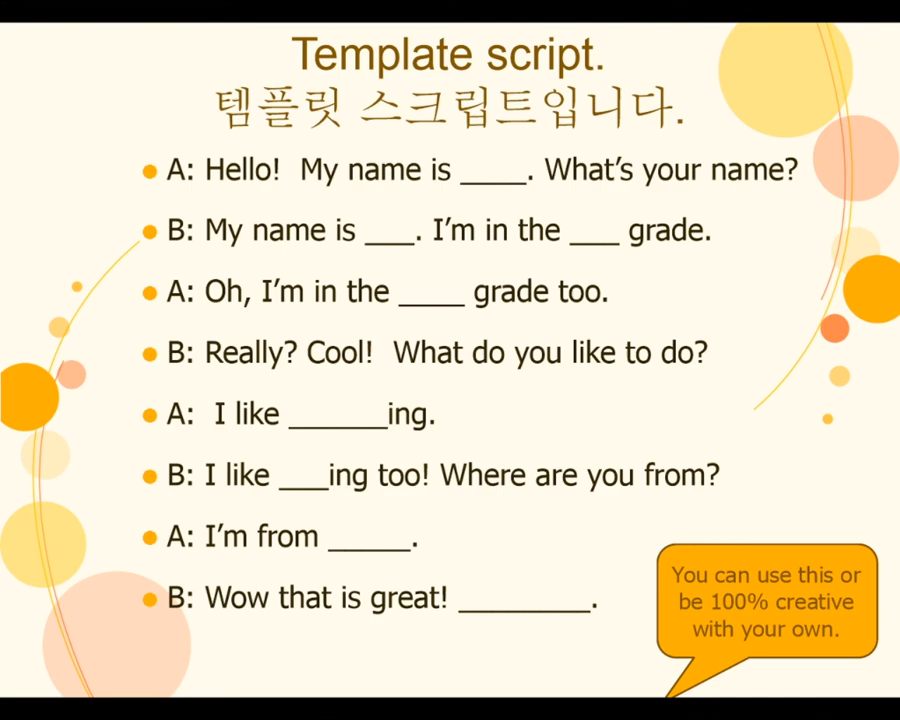 Template script.
템플릿 스크립트입니다.
A: Hello!  My name is ____. What's your name?
B: My name is ___. I'm in the ___ grade.
A: Oh, I'm in the ____ grade too.
B: Really? Cool!  What do you like to do?
A:  I like ______ing.
B: I like ___ing too! Where are you from?
A: I'm from _____.
B: Wow that is great! ________.
You can use this or
be 100% creative
with your own.